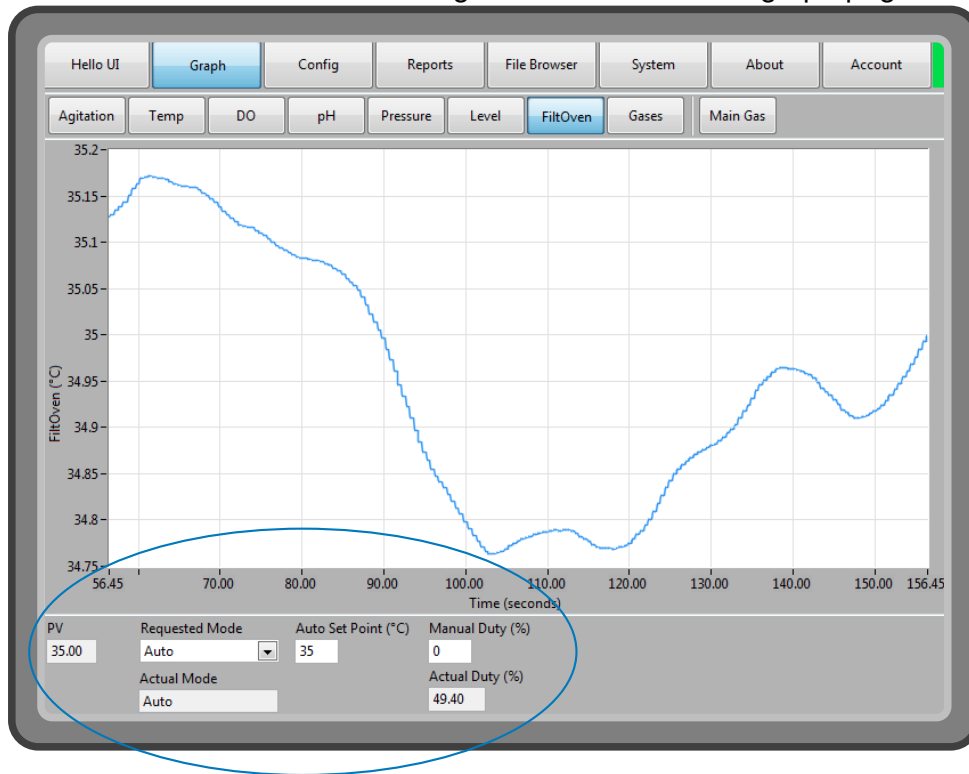 Hello UI Graph Config Reports File Browser System About Account
Agitation Temp DO pH Pressure Level FiltOven Gases Main Gas
35.2
35.15
35.1
35.05
35
34.95
34.9
34.85
34.8
34.75
FiltOven (°C)
56.45 70.00 80.00 90.00 100.00 110.00 120.00 130.00 140.00 150.00 156.45
Time (seconds)
PV Requested Mode Auto Set Point (°C) Manual Duty (%)
35.00 Auto 35 0
Actual Mode Actual Duty (%)
Auto 49.40